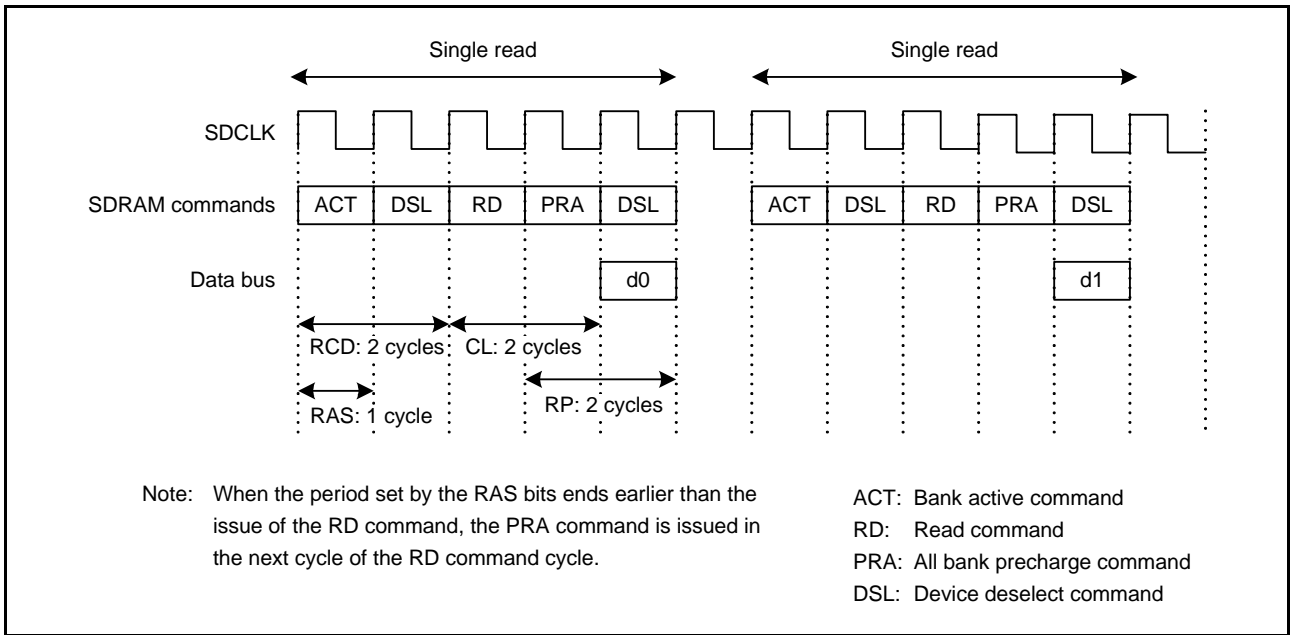 Single read Single read
SDCLK
SDRAM commands ACT DSL RD PRA DSL ACT DSL RD PRA DSL
Data bus d0 d1
RCD: 2 cycles CL: 2 cycles
RAS: 1 cycle RP: 2 cycles
Note: When the period set by the RAS bits ends earlier than the
issue of the RD command, the PRA command is issued in
the next cycle of the RD command cycle.
ACT: Bank active command
RD: Read command
PRA: All bank precharge command
DSL: Device deselect command